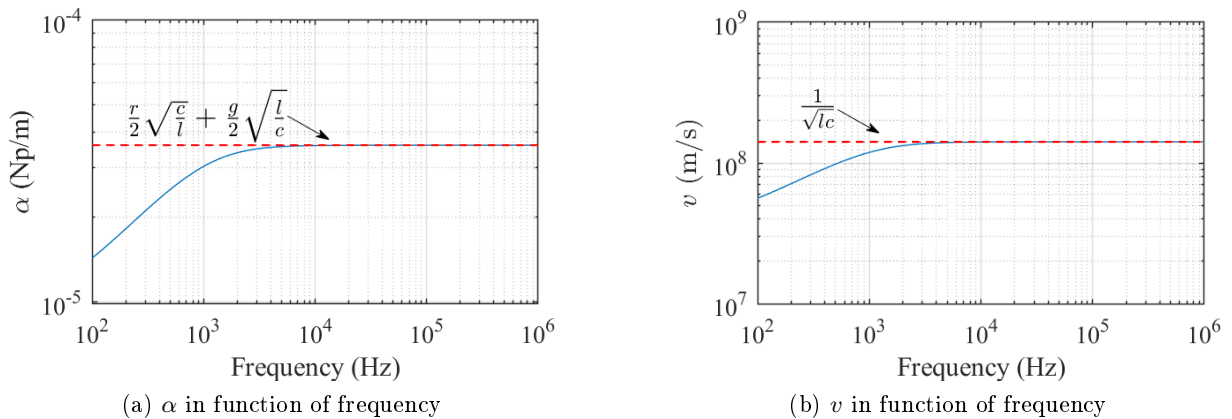 10^-4
r/2 √(c/l) + g/2 √(l/c)
α (Np/m)
10^-5
10^2 10^3 10^4 10^5 10^6
Frequency (Hz)
(a) α in function of frequency
10^9
1/√(lc)
10^8
v (m/s)
10^7
10^2 10^3 10^4 10^5 10^6
Frequency (Hz)
(b) v in function of frequency